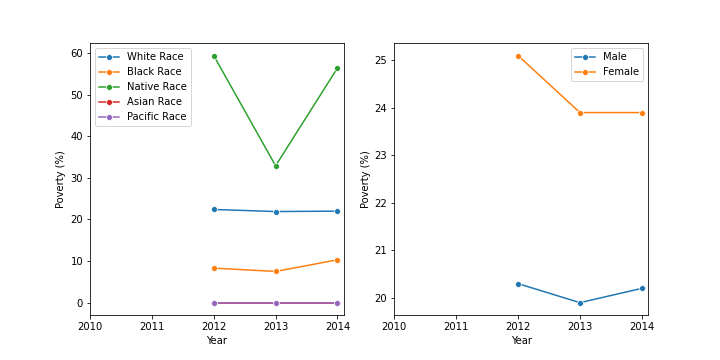 60
50
40
30
20
10
0
Poverty (%)
White Race
Black Race
Native Race
Asian Race
Pacific Race
2010 2011 2012 2013 2014
Year
25
24
23
22
21
20
Poverty (%)
Male
Female
2010 2011 2012 2013 2014
Year